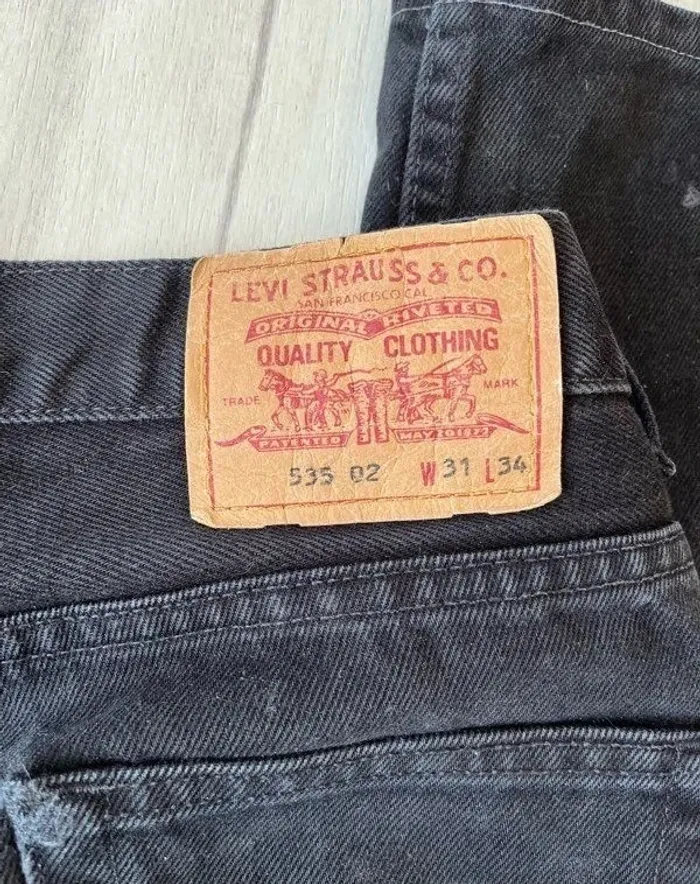 LEVI STRAUSS & CO.
SAN FRANCISCO CAL
ORIGINAL RIVETED
QUALITY CLOTHING
TRADE MARK
PATENTED MAY 20 1873
535 02 W 31 L 34